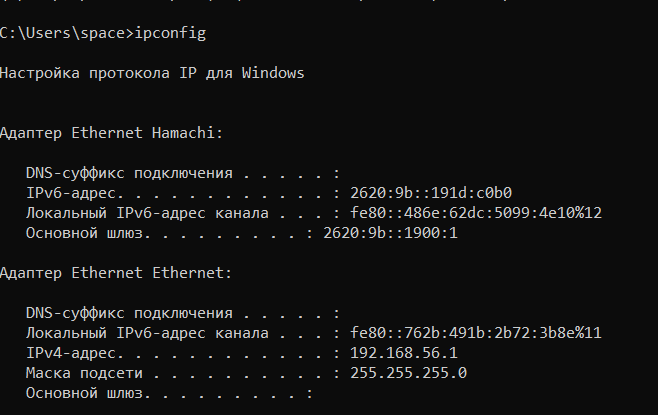 C:\Users\space>ipconfig
Настройка протокола IP для Windows
Адаптер Ethernet Hamachi:
DNS-суффикс подключения . . . . . :
IPv6-адрес. . . . . . . . . . . . : 2620:9b::191d:c0b0
Локальный IPv6-адрес канала . . . : fe80::486e:62dc:5099:4e10%12
Основной шлюз. . . . . . . . . : 2620:9b::1900:1
Адаптер Ethernet Ethernet:
DNS-суффикс подключения . . . . . :
Локальный IPv6-адрес канала . . . : fe80::762b:491b:2b72:3b8e%11
IPv4-адрес. . . . . . . . . . . . : 192.168.56.1
Маска подсети . . . . . . . . . . : 255.255.255.0
Основной шлюз. . . . . . . . . :